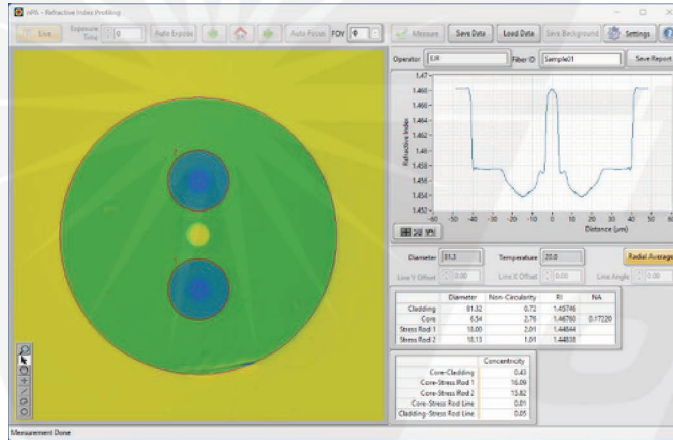 nPA - Refractive Index Profiling
Live Exposure Time 0 Auto Expose Auto Focus FOV Measure Save Data Load Data Save Background Settings
Operator EJR Fiber ID Sample01 Save Report
1.47
1.468
1.466
1.464
1.462
1.46
1.458
1.456
1.454
1.452
Refractive Index
-60 -50 -40 -30 -20 -10 0 10 20 30 40 50 60
Distance (µm)
Diameter 81.3 Temperature 20.0 Radial Average
Line Y Offset 0.00 Line X Offset 0.00 Line Angle 0.00
Diameter Non-Circularity RI NA
Cladding 81.32 0.72 1.45746
Core 6.54 2.76 1.46760 0.17220
Stress Rod 1 18.00 2.01 1.44844
Stress Rod 2 18.13 1.01 1.44838
Concentricity
Core-Cladding 0.43
Core-Stress Rod 1 16.09
Core-Stress Rod 2 15.82
Core-Stress Rod Line 0.01
Cladding-Stress Rod Line 0.05
Measurement Done